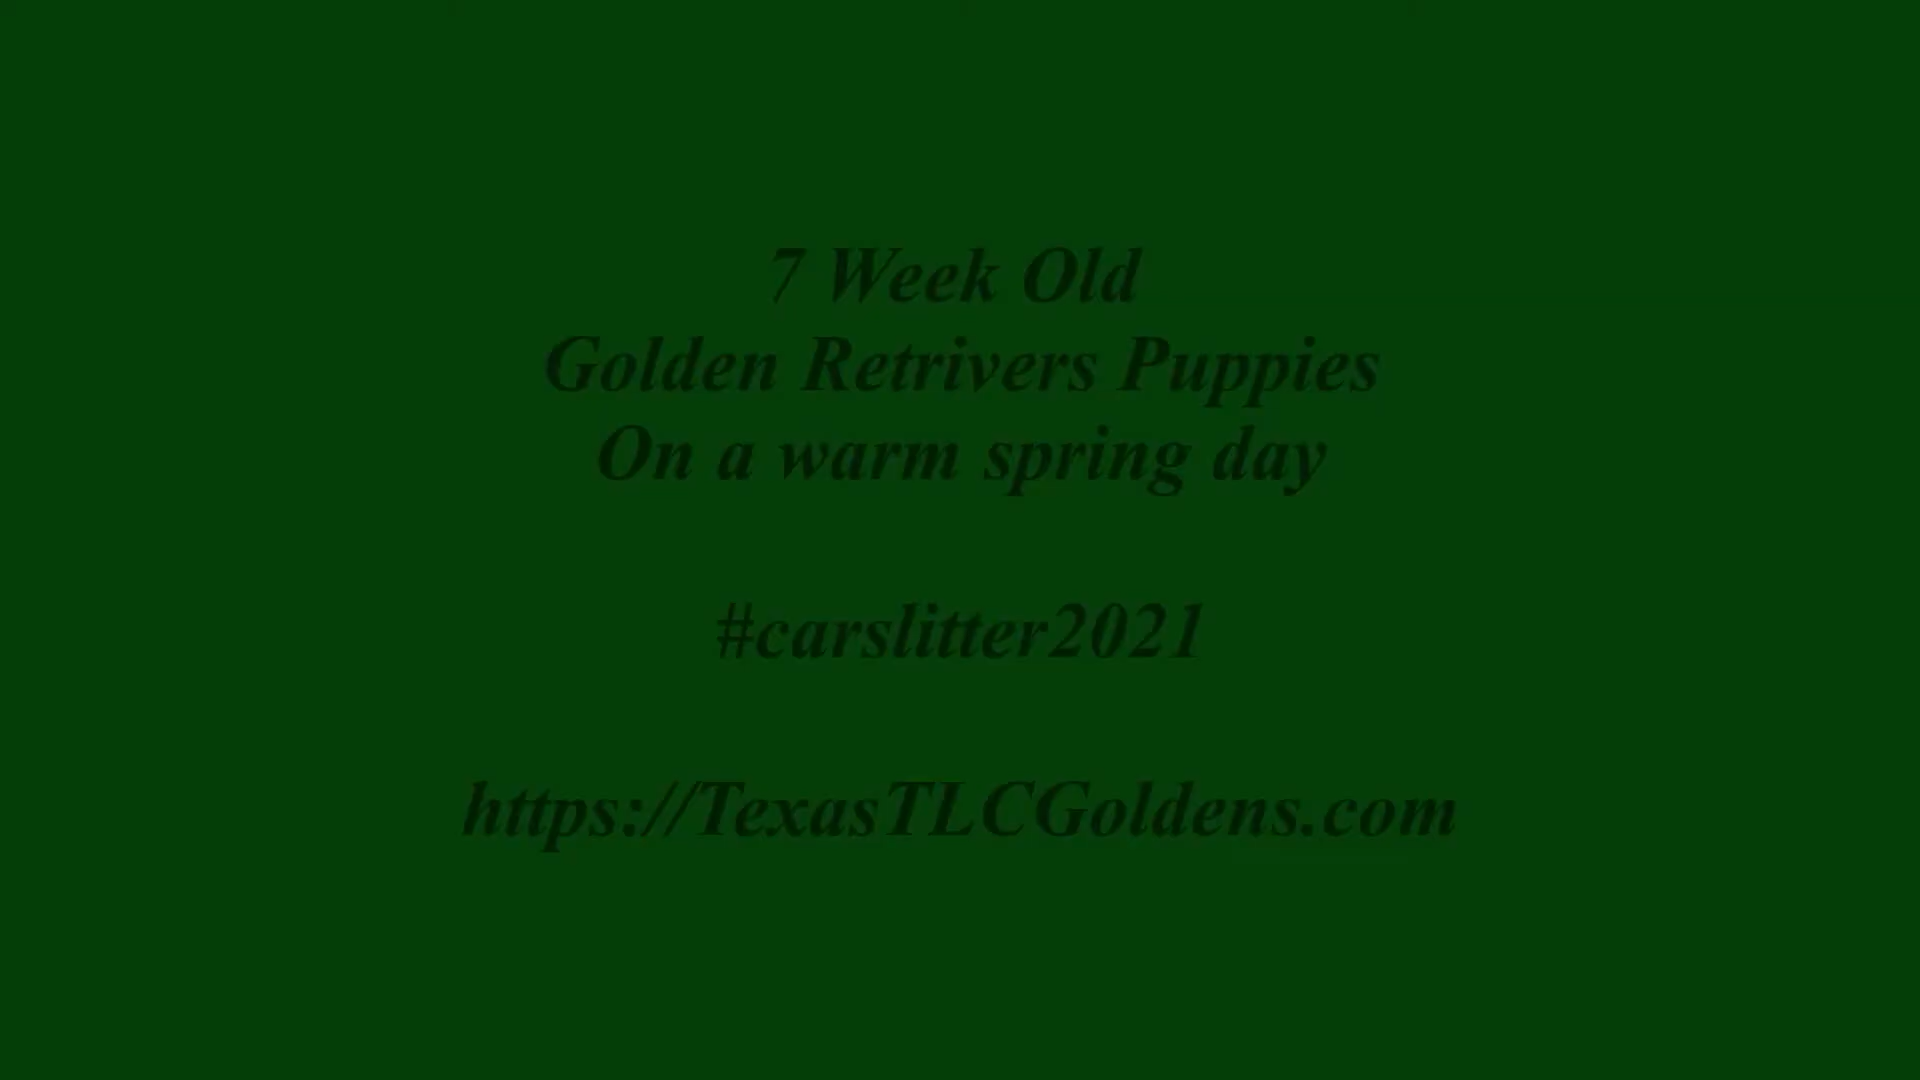 7 Week Old
Golden Retrivers Puppies
On a warm spring day
#carslitter2021
https://TexasTLCGoldens.com